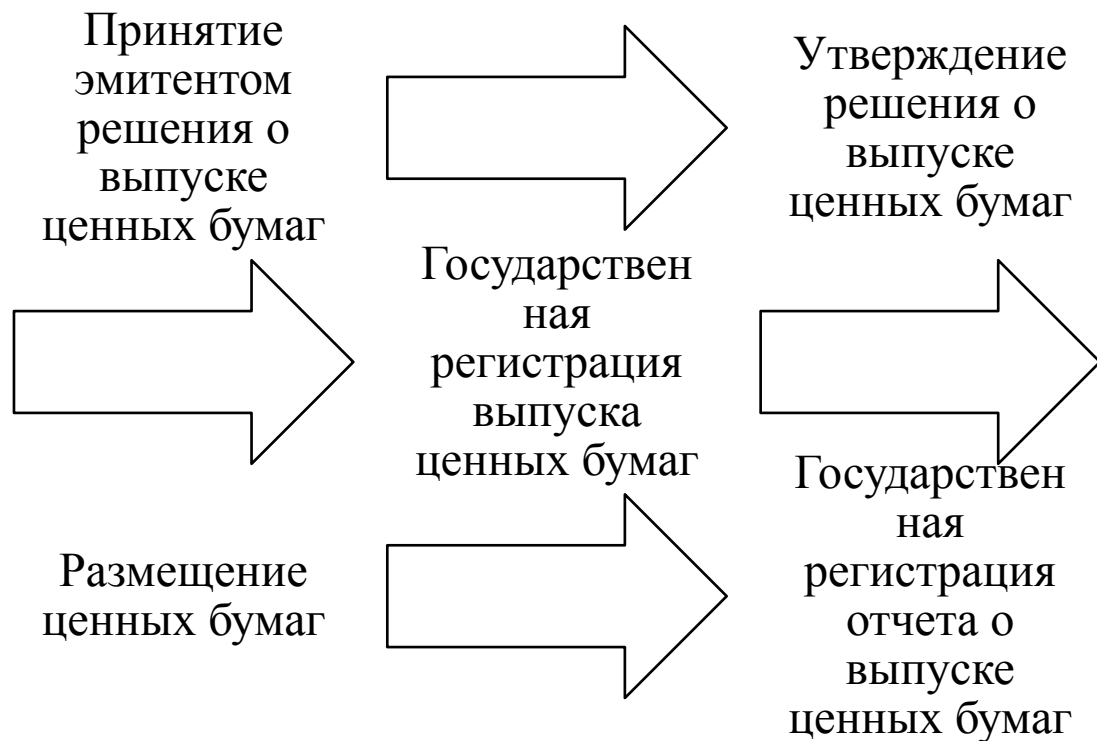 Принятие
эмитентом
решения о
выпуске
ценных бумаг
Утверждение
решения о
выпуске
ценных бумаг
Государствен
ная
регистрация
выпуска
ценных бумаг
Размещение
ценных бумаг
Государствен
ная
регистрация
отчета о
выпуске
ценных бумаг